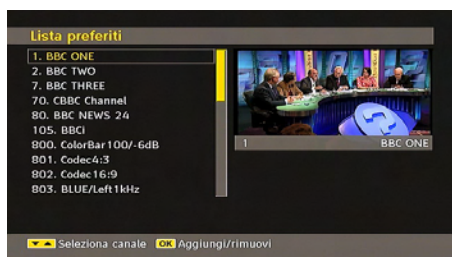 Lista preferiti
1. BBC ONE
2. BBC TWO
7. BBC THREE
70. CBBC Channel
80. BBC NEWS 24
105. BBCi
800. ColorBar100/-6dB
801. Codec4:3
802. Codec16:9
803. BLUE/Left1kHz
1 BBC ONE
Seleziona canale OK Aggiungi/rimuovi